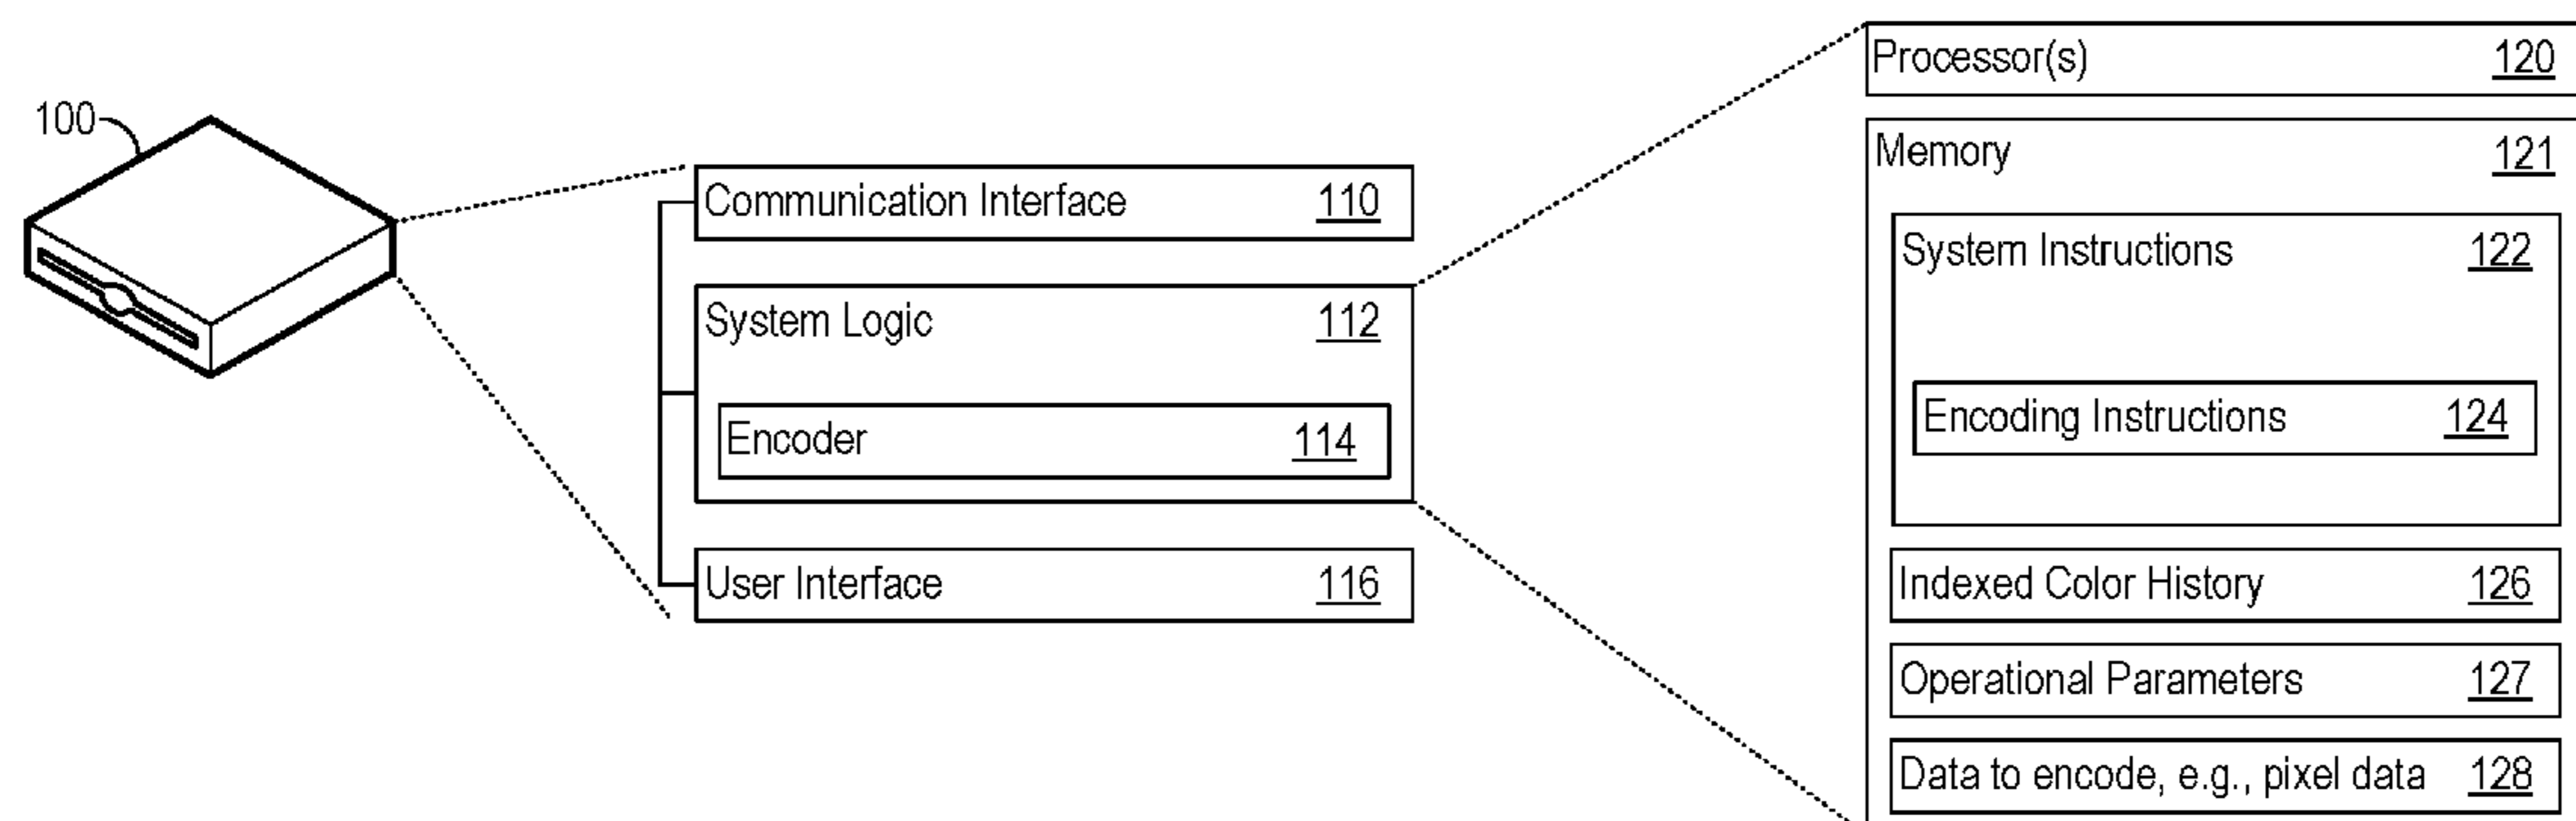 100
Communication Interface 110
System Logic 112
Encoder 114
User Interface 116
Processor(s) 120
Memory 121
System Instructions 122
Encoding Instructions 124
Indexed Color History 126
Operational Parameters 127
Data to encode, e.g., pixel data 128